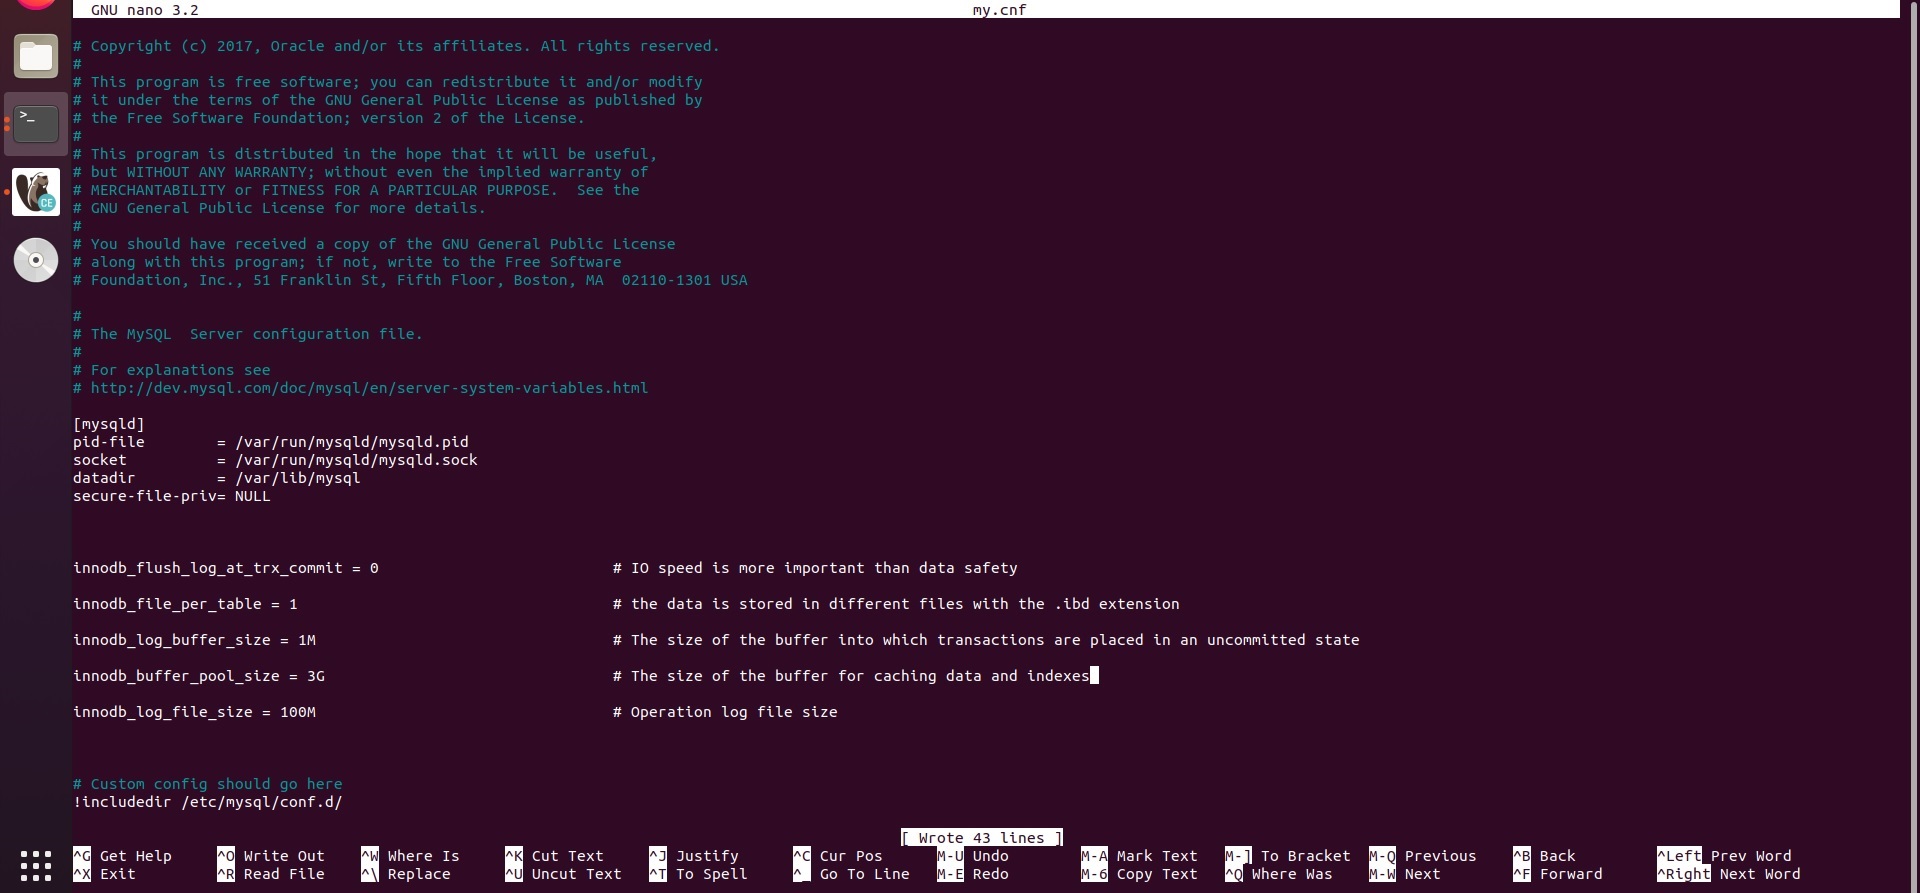 GNU nano 3.2 my.cnf
# Copyright (c) 2017, Oracle and/or its affiliates. All rights reserved.
#
# This program is free software; you can redistribute it and/or modify
# it under the terms of the GNU General Public License as published by
# the Free Software Foundation; version 2 of the License.
#
# This program is distributed in the hope that it will be useful,
# but WITHOUT ANY WARRANTY; without even the implied warranty of
# MERCHANTABILITY or FITNESS FOR A PARTICULAR PURPOSE.  See the
# GNU General Public License for more details.
#
# You should have received a copy of the GNU General Public License
# along with this program; if not, write to the Free Software
# Foundation, Inc., 51 Franklin St, Fifth Floor, Boston, MA  02110-1301 USA
#
# The MySQL  Server configuration file.
#
# For explanations see
# http://dev.mysql.com/doc/mysql/en/server-system-variables.html
[mysqld]
pid-file        = /var/run/mysqld/mysqld.pid
socket          = /var/run/mysqld/mysqld.sock
datadir         = /var/lib/mysql
secure-file-priv= NULL
innodb_flush_log_at_trx_commit = 0 # IO speed is more important than data safety
innodb_file_per_table = 1 # the data is stored in different files with the .ibd extension
innodb_log_buffer_size = 1M # The size of the buffer into which transactions are placed in an uncommitted state
innodb_buffer_pool_size = 3G # The size of the buffer for caching data and indexes
innodb_log_file_size = 100M # Operation log file size
# Custom config should go here
!includedir /etc/mysql/conf.d/
[ Wrote 43 lines ]
^G Get Help ^O Write Out ^W Where Is ^K Cut Text ^J Justify ^C Cur Pos M-U Undo M-A Mark Text M-] To Bracket M-Q Previous ^B Back ^Left Prev Word
^X Exit ^R Read File ^\ Replace ^U Uncut Text ^T To Spell ^_ Go To Line M-E Redo M-6 Copy Text ^Q Where Was M-W Next ^F Forward ^Right Next Word
>_
CE